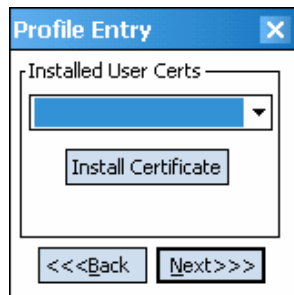 Profile Entry
Installed User Certs
Install Certificate
<<<Back Next>>>